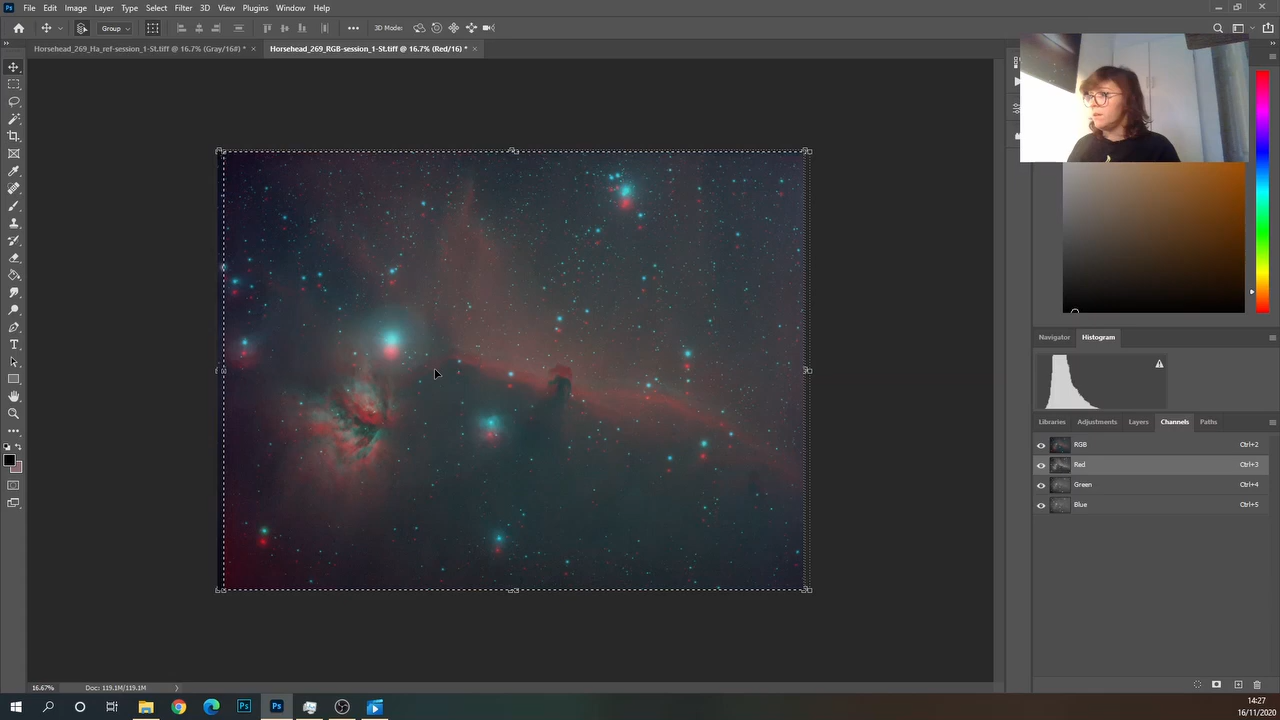 Ps File Edit Image Layer Type Select Filter 3D View Plugins Window Help
Group 3D Mode:
Horsehead_269_Ha_ref-session_1-St.tiff @ 16.7% (Gray/16#) * × Horsehead_269_RGB-session_1-St.tiff @ 16.7% (Red/16) * ×
Navigator Histogram
Libraries Adjustments Layers Channels Paths
RGB Ctrl+2
Red Ctrl+3
Green Ctrl+4
Blue Ctrl+5
16.67% Doc: 119.1M/119.1M
Ps Ps
14:27
16/11/2020